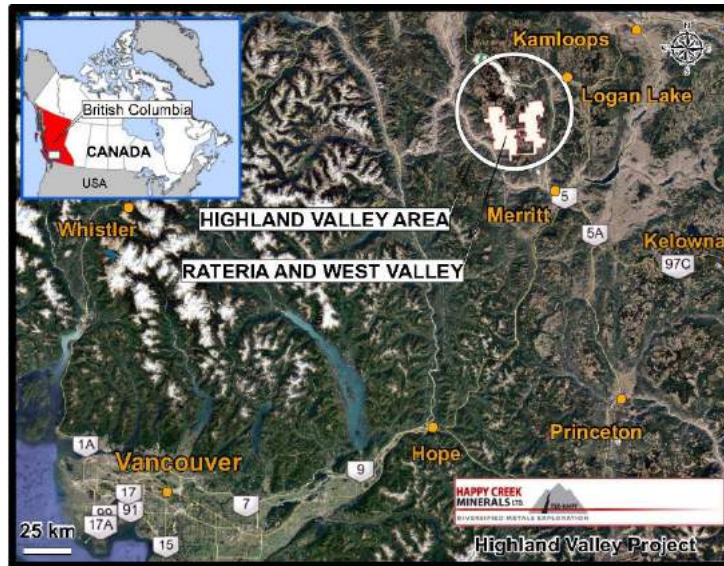 British Columbia
CANADA
USA
Kamloops
Logan Lake
HIGHLAND VALLEY AREA
RATERIA AND WEST VALLEY
Merritt
5
5A
Kelowna
97C
Whistler
Princeton
Hope
9
1A
Vancouver
7
17
91
99
17A
15
25 km
HAPPY CREEK
MINERALS LTD.
DIVERSIFIED METALS EXPLORATION
Highland Valley Project